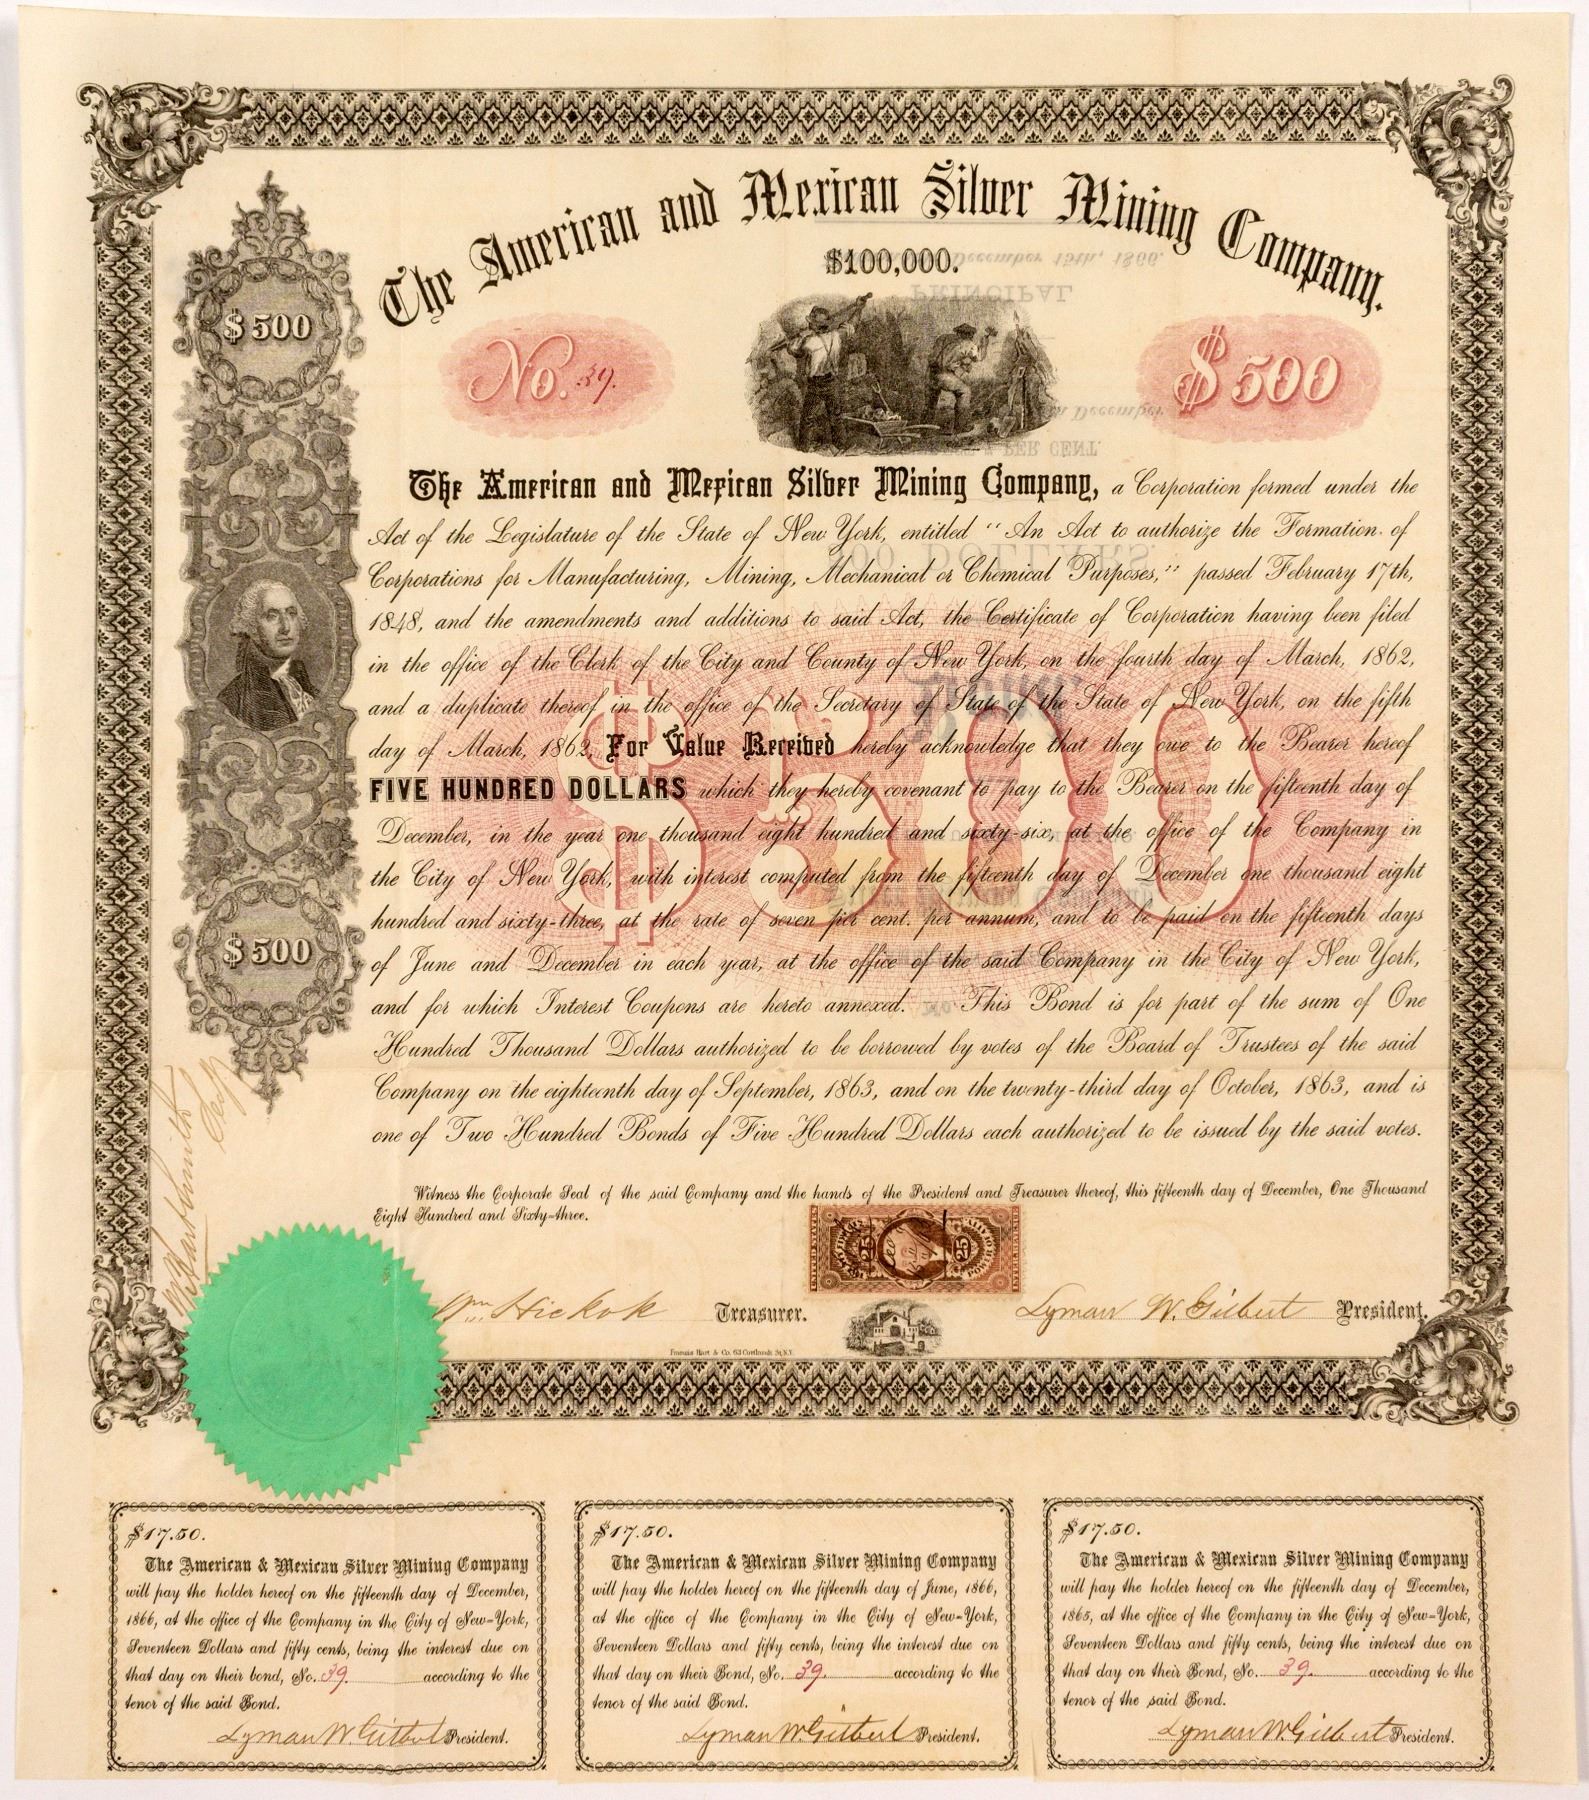 The American and Mexican Silver Mining Company.
$100,000.
$500
No. 39.
$500
The American and Mexican Silver Mining Company, a Corporation formed under the
Act of the Legislature of the State of New York, entitled "An Act to authorize the Formation of
Corporations for Manufacturing, Mining, Mechanical or Chemical Purposes," passed February 17th,
1848, and the amendments and additions to said Act, the Certificate of Corporation having been filed
in the office of the Clerk of the City and County of New York, on the fourth day of March, 1862,
and a duplicate thereof in the office of the Secretary of State of the State of New York, on the fifth
day of March, 1862, For Value Received hereby acknowledge that they owe to the Bearer hereof
FIVE HUNDRED DOLLARS which they hereby covenant to pay to the Bearer on the fifteenth day of
December, in the year one thousand eight hundred and sixty-six, at the office of the Company in
the City of New York, with interest computed from the fifteenth day of December one thousand eight
hundred and sixty-three, at the rate of seven per cent. per annum, and to be paid on the fifteenth days
of June and December in each year, at the office of the said Company in the City of New York,
and for which Interest Coupons are hereto annexed. This Bond is for part of the sum of One
Hundred Thousand Dollars authorized to be borrowed by votes of the Board of Trustees of the said
Company on the eighteenth day of September, 1863, and on the twenty-third day of October, 1863, and is
one of Two Hundred Bonds of Five Hundred Dollars each authorized to be issued by the said votes.
$500
$500
Witness the Corporate Seal of the said Company and the hands of the President and Treasurer thereof, this fifteenth day of December, One Thousand
Eight Hundred and Sixty-three.
25 25
Wm. Hickok Treasurer.
Lyman W. Gilbert President.
Francis Hart & Co. 63 Cortlandt St. N.Y.
$17.50.
The American & Mexican Silver Mining Company
will pay the holder hereof on the fifteenth day of December,
1866, at the office of the Company in the City of New-York,
Seventeen Dollars and fifty cents, being the interest due on
that day on their bond, No. 39. according to the
tenor of the said Bond.
Lyman W. Gilbert President.
$17.50.
The American & Mexican Silver Mining Company
will pay the holder hereof on the fifteenth day of June, 1866,
at the office of the Company in the City of New-York,
Seventeen Dollars and fifty cents, being the interest due on
that day on their Bond, No. 39. according to the
tenor of the said Bond.
Lyman W. Gilbert President.
$17.50.
The American & Mexican Silver Mining Company
will pay the holder hereof on the fifteenth day of December,
1865, at the office of the Company in the City of New-York,
Seventeen Dollars and fifty cents, being the interest due on
that day on their Bond, No. 39. according to the
tenor of the said Bond.
Lyman W. Gilbert President.